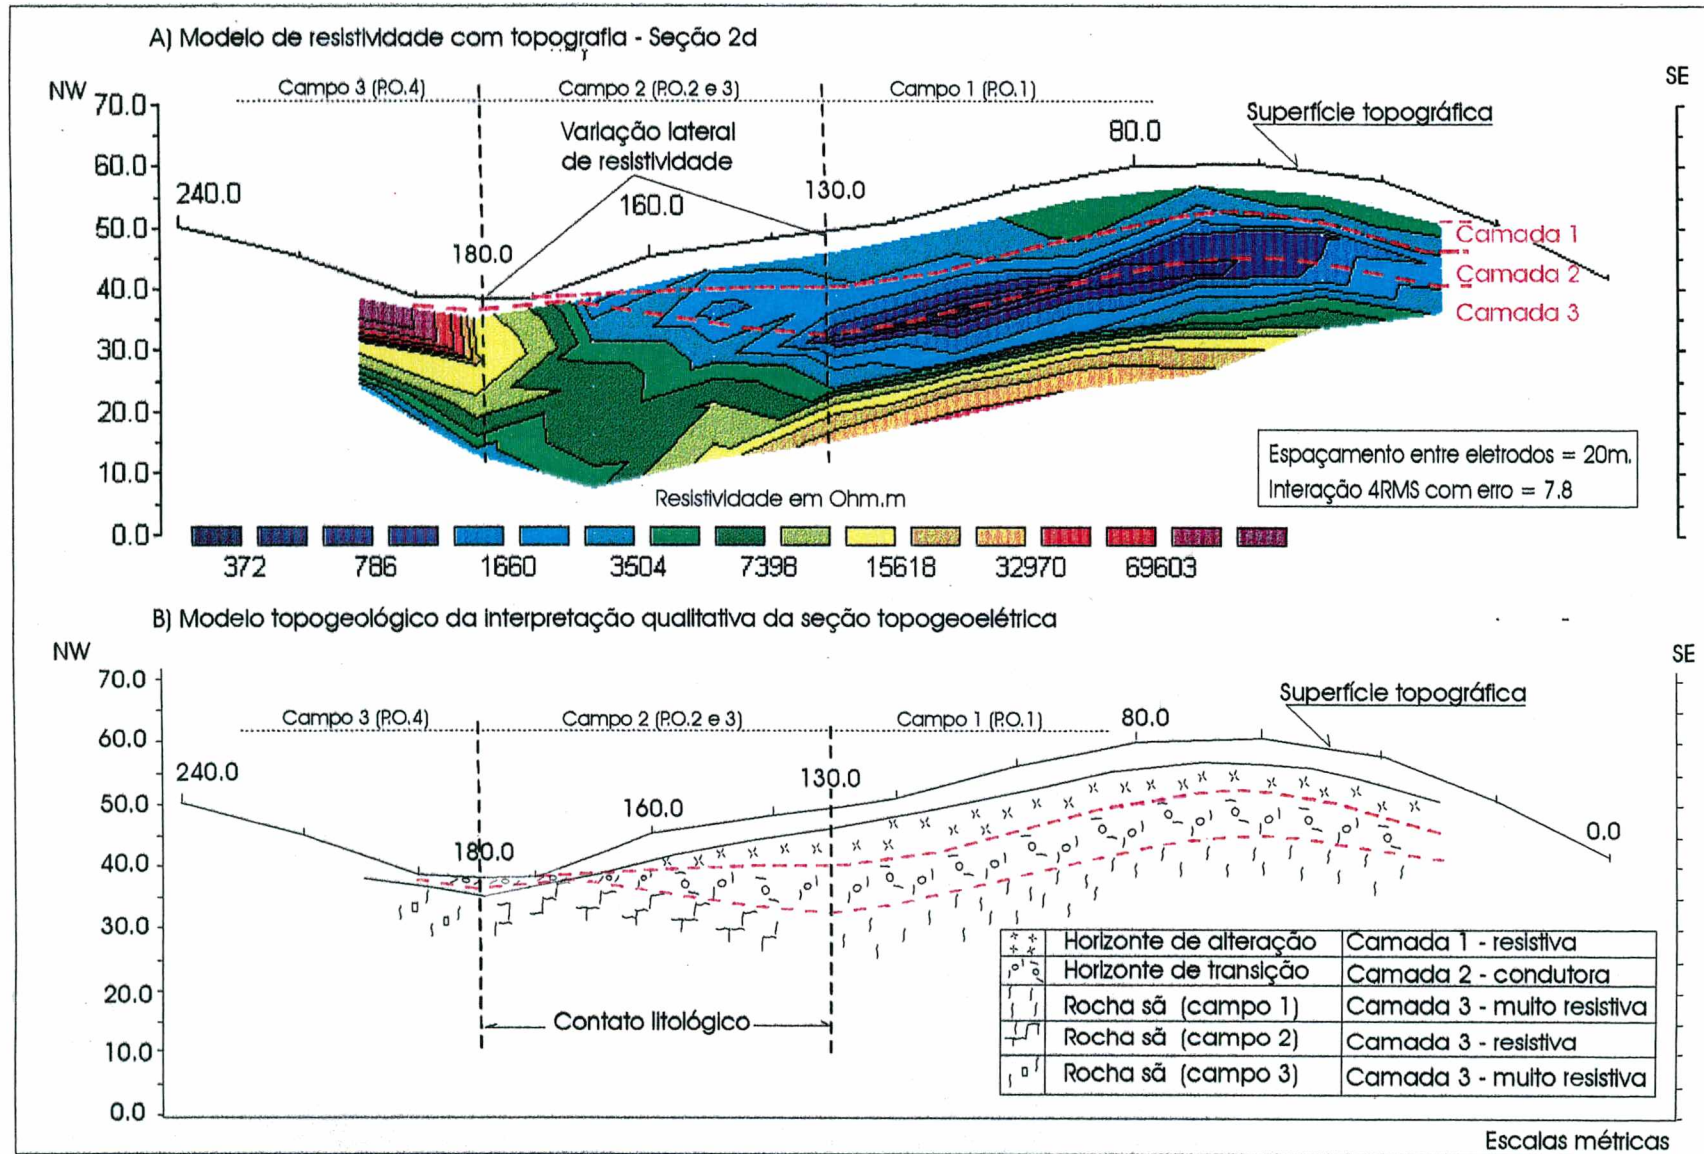 A) Modelo de resistividade com topografia - Seção 2d
NW
SE
Campo 3 (P.O.4)
Campo 2 (P.O.2 e 3)
Campo 1 (P.O.1)
70.0
60.0
50.0
40.0
30.0
20.0
10.0
0.0
Variação lateral
de resistividade
Superfície topográfica
240.0
180.0
160.0
130.0
80.0
Camada 1
Camada 2
Camada 3
Espaçamento entre eletrodos = 20m.
Interação 4RMS com erro = 7.8
Resistividade em Ohm.m
372 786 1660 3504 7398 15618 32970 69603
B) Modelo topogeológico da interpretação qualitativa da seção topogeoelétrica
NW
SE
70.0
60.0
50.0
40.0
30.0
20.0
10.0
0.0
Campo 3 (P.O.4)
Campo 2 (P.O.2 e 3)
Campo 1 (P.O.1)
Superfície topográfica
240.0
180.0
160.0
130.0
80.0
0.0
Contato litológico
Horizonte de alteração Camada 1 - resistiva
Horizonte de transição Camada 2 - condutora
Rocha sã (campo 1) Camada 3 - muito resistiva
Rocha sã (campo 2) Camada 3 - resistiva
Rocha sã (campo 3) Camada 3 - muito resistiva
Escalas métricas